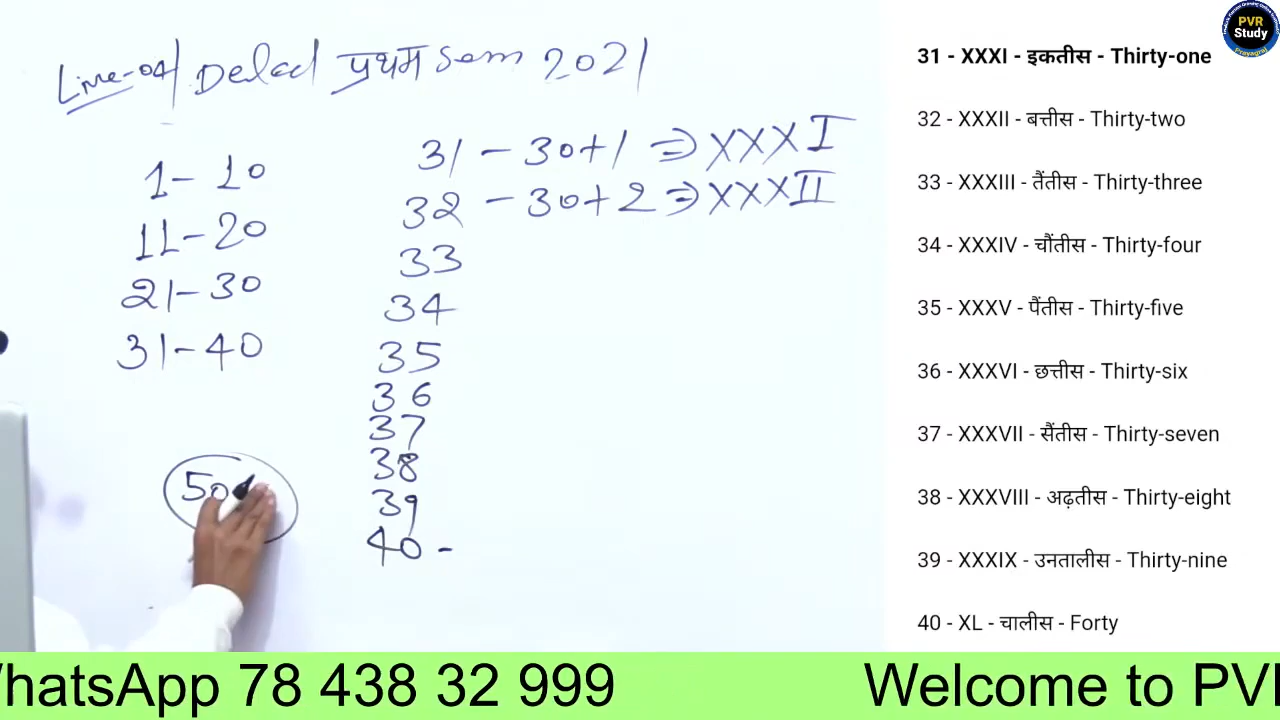 Live-04 Deled प्रथम Sem 2021
1 - 10
11 - 20
21 - 30
31 - 40
50
31 - 30+1 ⇒ XXXI
32 - 30+2 ⇒ XXXII
33
34
35
36
37
38
39
40 -
PVR
Study
Prayagraj
31 - XXXI - इकतीस - Thirty-one
32 - XXXII - बत्तीस - Thirty-two
33 - XXXIII - तैंतीस - Thirty-three
34 - XXXIV - चौंतीस - Thirty-four
35 - XXXV - पैंतीस - Thirty-five
36 - XXXVI - छत्तीस - Thirty-six
37 - XXXVII - सैंतीस - Thirty-seven
38 - XXXVIII - अढ़तीस - Thirty-eight
39 - XXXIX - उनतालीस - Thirty-nine
40 - XL - चालीस - Forty
WhatsApp 78 438 32 999 Welcome to PV